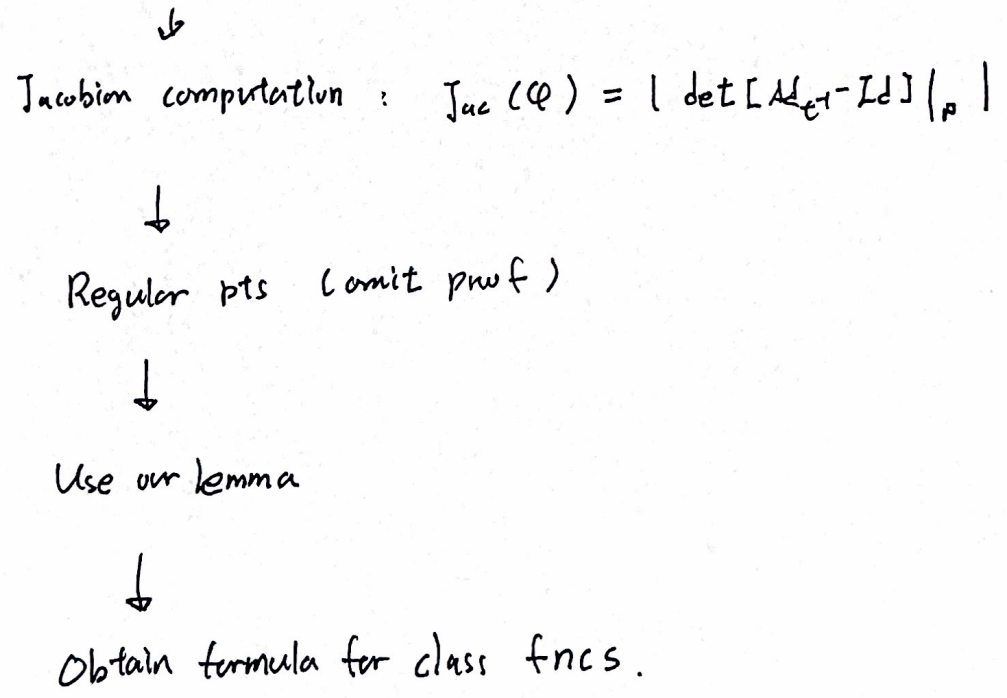 ↓
Jacobian computation : Jac (φ) = | det [Ad_{t^{-1}} - Id] |_p |
↓
Regular pts (omit proof)
↓
Use our lemma
↓
Obtain formula for class fncs.